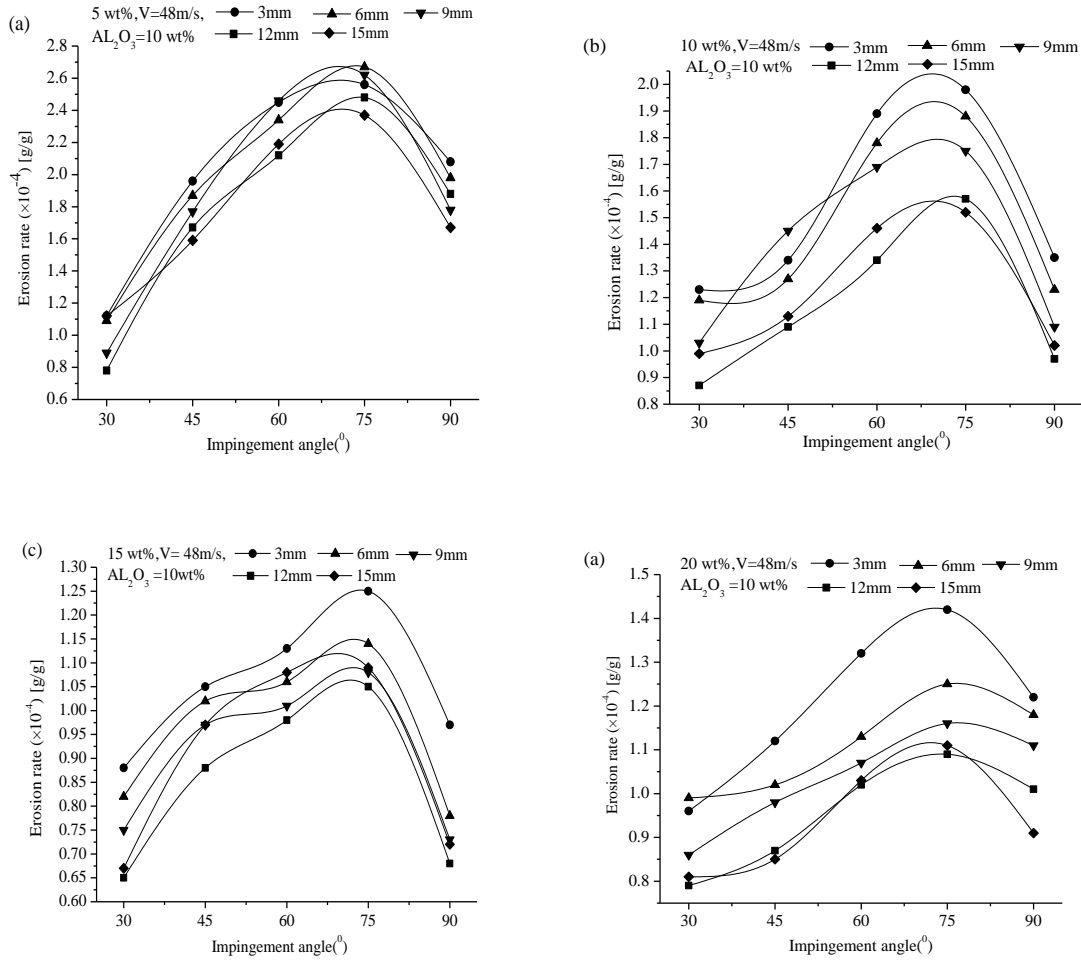 (a)
5 wt%,V=48m/s, 3mm 6mm 9mm
AL2O3=10 wt% 12mm 15mm
2.8
2.6
2.4
2.2
2.0
1.8
1.6
1.4
1.2
1.0
0.8
0.6
Erosion rate (×10-4) [g/g]
30 45 60 75 90
Impingement angle(0)
(b)
10 wt%,V=48m/s 3mm 6mm 9mm
AL2O3=10 wt% 12mm 15mm
2.0
1.9
1.8
1.7
1.6
1.5
1.4
1.3
1.2
1.1
1.0
0.9
0.8
Erosion rate (×10-4) [g/g]
30 45 60 75 90
Impingement angle(0)
(c)
15 wt%,V= 48m/s, 3mm 6mm 9mm
AL2O3 =10wt% 12mm 15mm
1.30
1.25
1.20
1.15
1.10
1.05
1.00
0.95
0.90
0.85
0.80
0.75
0.70
0.65
0.60
Erosion rate (×10-4) [g/g]
30 45 60 75 90
Impingement angle(0)
(a)
20 wt%,V=48m/s 3mm 6mm 9mm
AL2O3=10 wt% 12mm 15mm
1.5
1.4
1.3
1.2
1.1
1.0
0.9
0.8
Erosion rate (×10-4) [g/g]
30 45 60 75 90
Impingement angle(0)